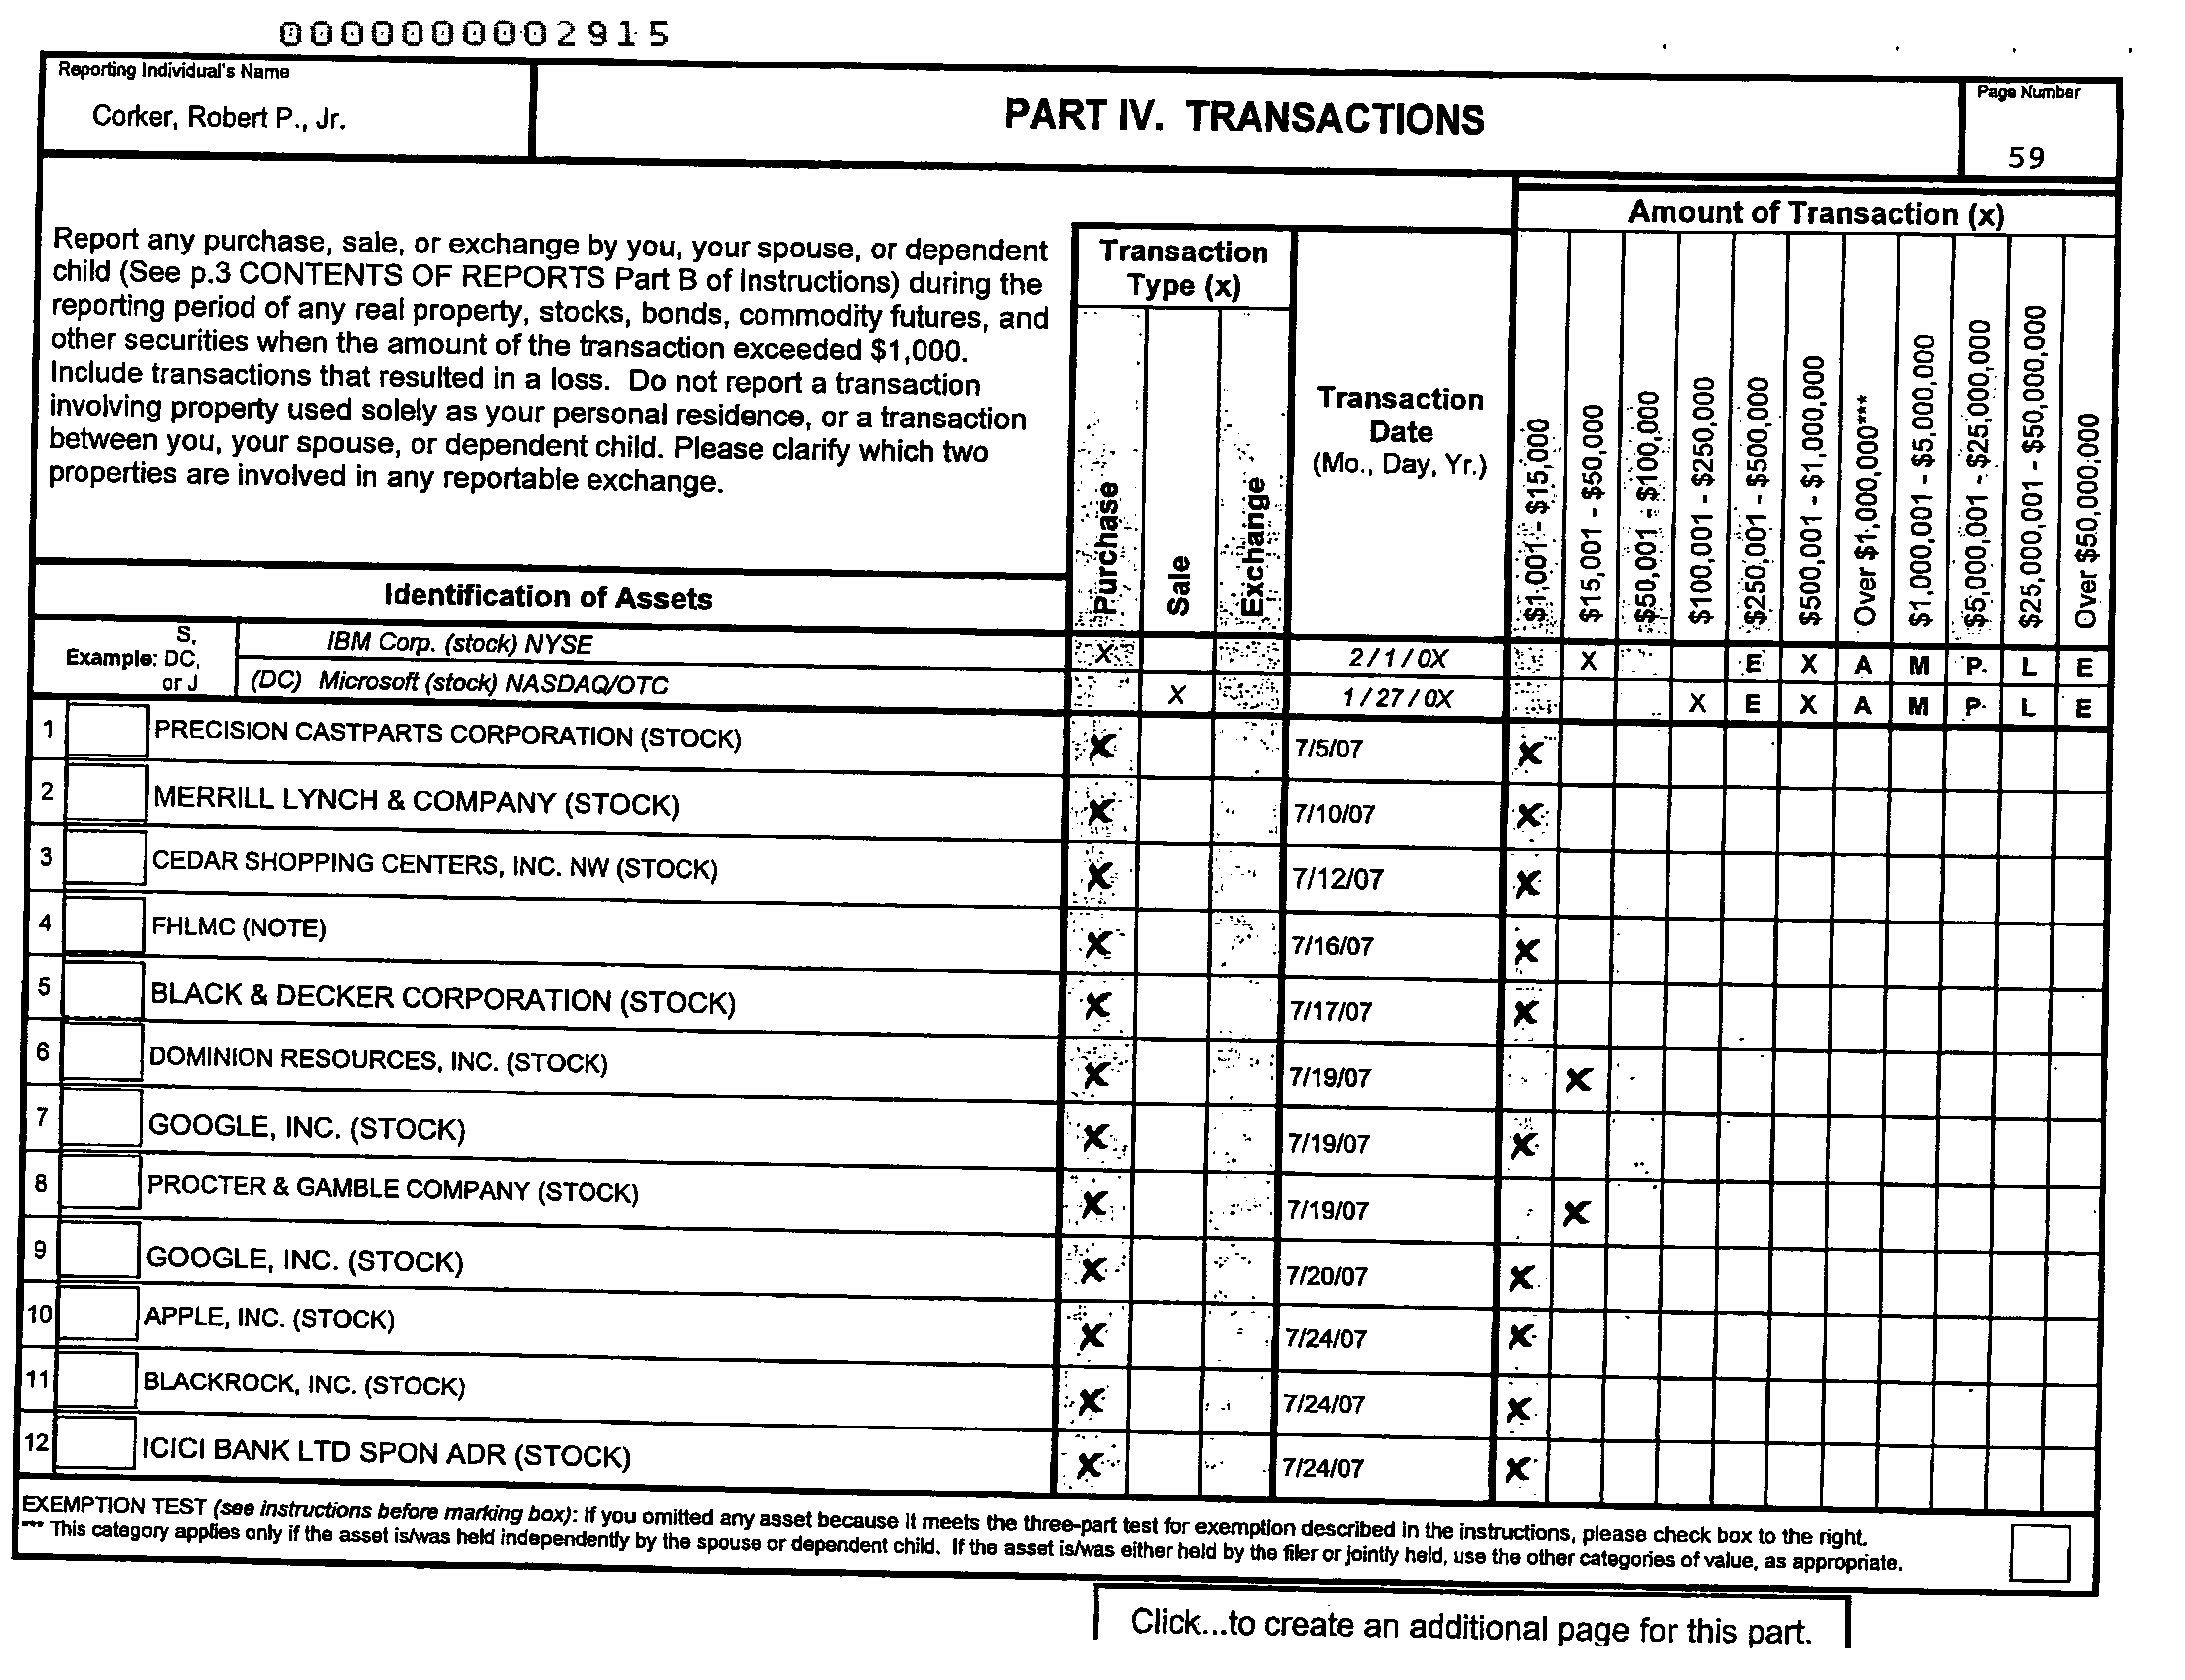 0000000002915
Reporting Individual's Name
Corker, Robert P., Jr.
PART IV. TRANSACTIONS
Page Number
59
Report any purchase, sale, or exchange by you, your spouse, or dependent
child (See p.3 CONTENTS OF REPORTS Part B of Instructions) during the
reporting period of any real property, stocks, bonds, commodity futures, and
other securities when the amount of the transaction exceeded $1,000.
Include transactions that resulted in a loss. Do not report a transaction
involving property used solely as your personal residence, or a transaction
between you, your spouse, or dependent child. Please clarify which two
properties are involved in any reportable exchange.
Identification of Assets
Transaction
Type (x)
Purchase
Sale
Exchange
Transaction
Date
(Mo., Day, Yr.)
Amount of Transaction (x)
$1,001 - $15,000
$15,001 - $50,000
$50,001 - $100,000
$100,001 - $250,000
$250,001 - $500,000
$500,001 - $1,000,000
Over $1,000,000***
$1,000,001 - $5,000,000
$5,000,001 - $25,000,000
$25,000,001 - $50,000,000
Over $50,000,000
Example: S, DC, or J
IBM Corp. (stock) NYSE X 2 / 1 / 0X X E X A M P L E
(DC) Microsoft (stock) NASDAQ/OTC X 1 / 27 / 0X X E X A M P L E
1 PRECISION CASTPARTS CORPORATION (STOCK) X 7/5/07 X
2 MERRILL LYNCH & COMPANY (STOCK) X 7/10/07 X
3 CEDAR SHOPPING CENTERS, INC. NW (STOCK) X 7/12/07 X
4 FHLMC (NOTE) X 7/16/07 X
5 BLACK & DECKER CORPORATION (STOCK) X 7/17/07 X
6 DOMINION RESOURCES, INC. (STOCK) X 7/19/07 X
7 GOOGLE, INC. (STOCK) X 7/19/07 X
8 PROCTER & GAMBLE COMPANY (STOCK) X 7/19/07 X
9 GOOGLE, INC. (STOCK) X 7/20/07 X
10 APPLE, INC. (STOCK) X 7/24/07 X
11 BLACKROCK, INC. (STOCK) X 7/24/07 X
12 ICICI BANK LTD SPON ADR (STOCK) X 7/24/07 X
EXEMPTION TEST (see instructions before marking box): If you omitted any asset because it meets the three-part test for exemption described in the instructions, please check box to the right.
*** This category applies only if the asset is/was held independently by the spouse or dependent child. If the asset is/was either held by the filer or jointly held, use the other categories of value, as appropriate.
Click...to create an additional page for this part.